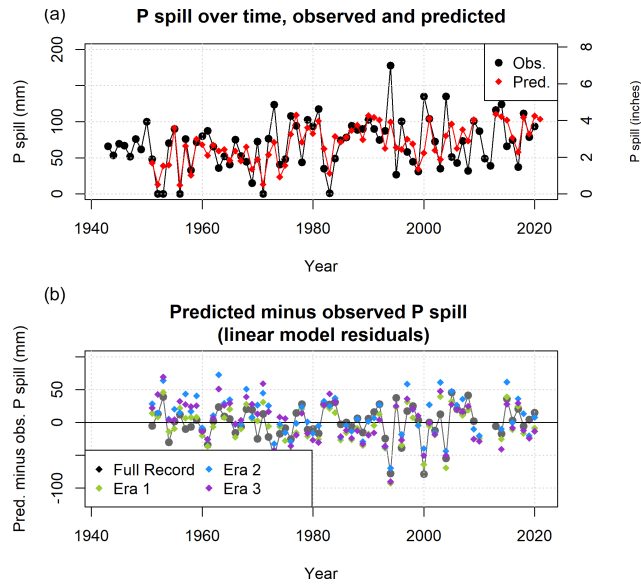 (a)
P spill over time, observed and predicted
P spill (mm)
200
100
50
0
Obs.
Pred.
8
6
4
2
0
P spill (inches)
1940
1960
1980
2000
2020
Year
(b)
Predicted minus observed P spill
(linear model residuals)
Pred. minus obs. P spill (mm)
50
0
-100
Full Record
Era 1
Era 2
Era 3
1940
1960
1980
2000
2020
Year